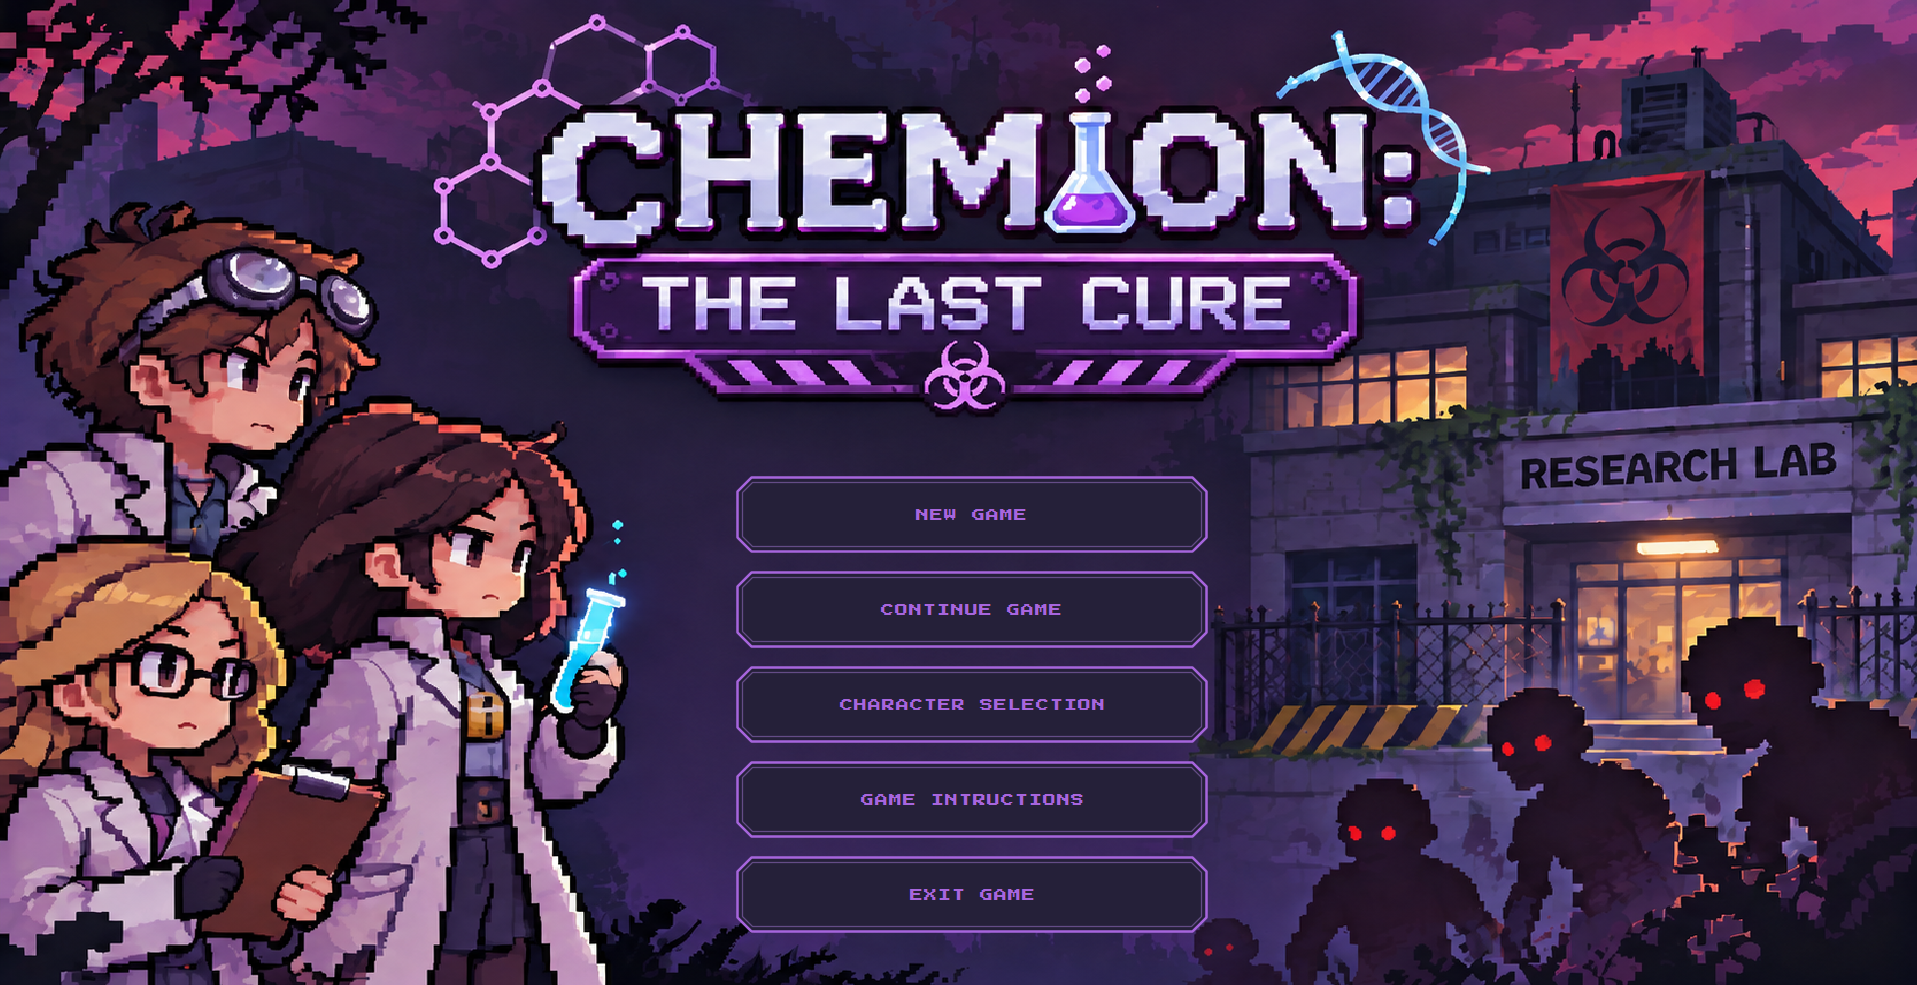 CHEMION:
THE LAST CURE
RESEARCH LAB
NEW GAME
CONTINUE GAME
CHARACTER SELECTION
GAME INTRUCTIONS
EXIT GAME